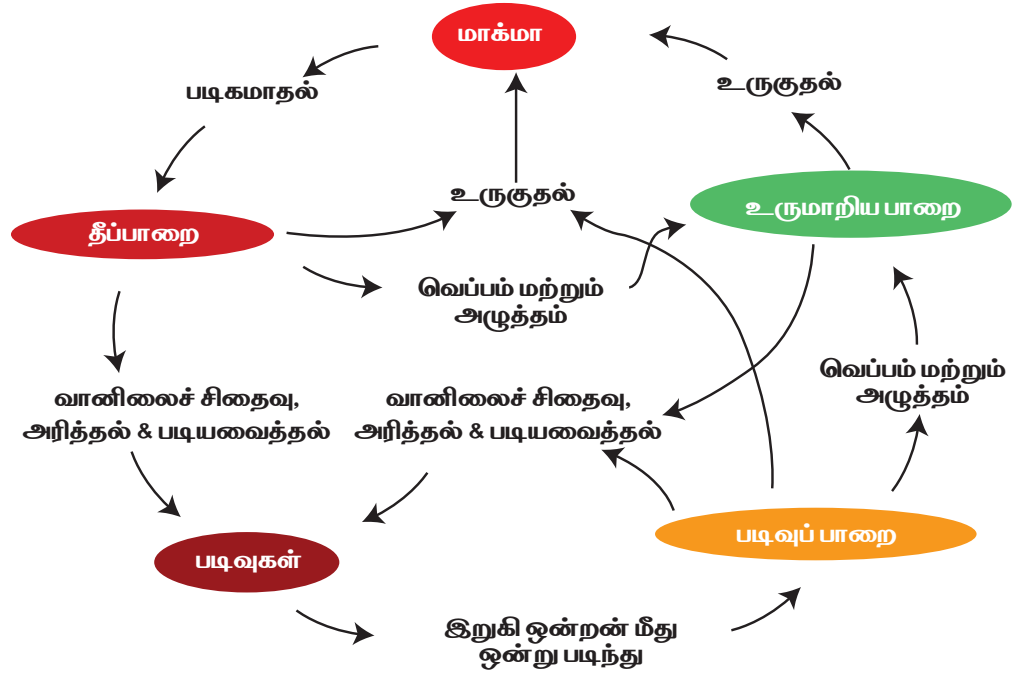 மாக்மா
படிகமாதல்
உருகுதல்
உருகுதல்
உருமாறிய பாறை
தீப்பாறை
வெப்பம் மற்றும்
அழுத்தம்
வெப்பம் மற்றும்
அழுத்தம்
வானிலைச் சிதைவு,
அரித்தல் & படியவைத்தல்
வானிலைச் சிதைவு,
அரித்தல் & படியவைத்தல்
படிவுப் பாறை
படிவுகள்
இறுகி ஒன்றன் மீது
ஒன்று படிந்து